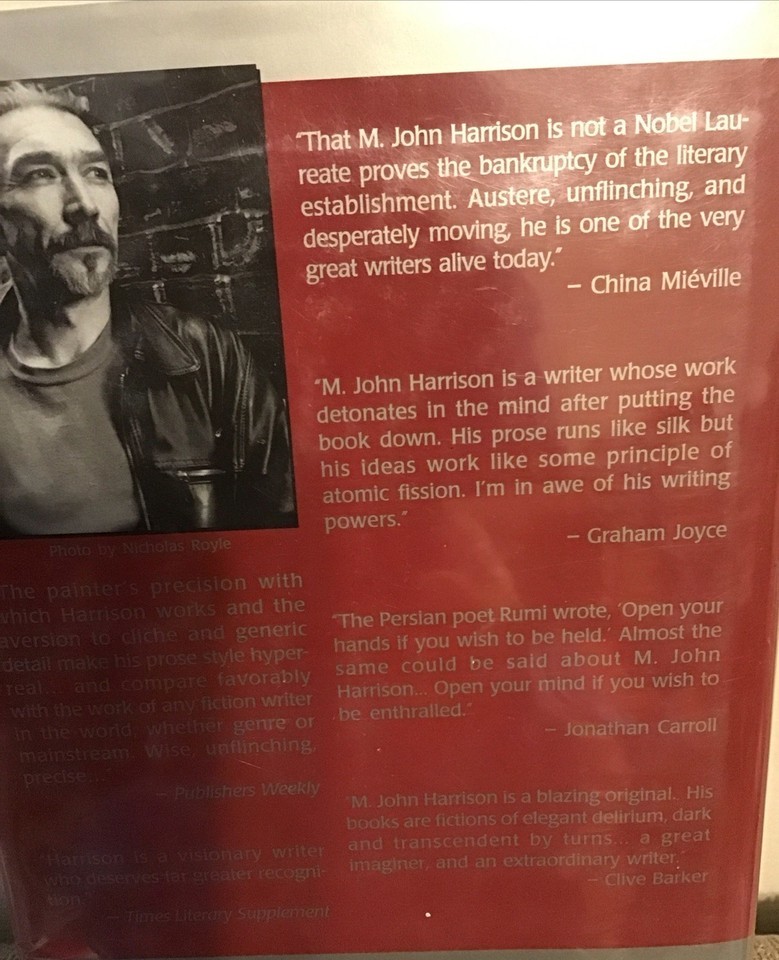 "That M. John Harrison is not a Nobel Lau-
reate proves the bankruptcy of the literary
establishment. Austere, unflinching, and
desperately moving, he is one of the very
great writers alive today."
– China Miéville
"M. John Harrison is a writer whose work
detonates in the mind after putting the
book down. His prose runs like silk but
his ideas work like some principle of
atomic fission. I'm in awe of his writing
powers."
– Graham Joyce
"The Persian poet Rumi wrote, 'Open your
hands if you wish to be held.' Almost the
same could be said about M. John
Harrison... Open your mind if you wish to
be enthralled."
– Jonathan Carroll
"M. John Harrison is a blazing original. His
books are fictions of elegant delirium, dark
and transcendent by turns... a great
imaginer, and an extraordinary writer."
– Clive Barker
Photo by Nicholas Royle
The painter's precision with
which Harrison works and the
aversion to cliche and generic
detail make his prose style hyper-
real... and compare favorably
with the work of any fiction writer
in the world, whether genre or
mainstream. Wise, unflinching,
precise..."
– Publishers Weekly
"Harrison is a visionary writer
who deserves far greater recogni-
tion."
– Times Literary Supplement